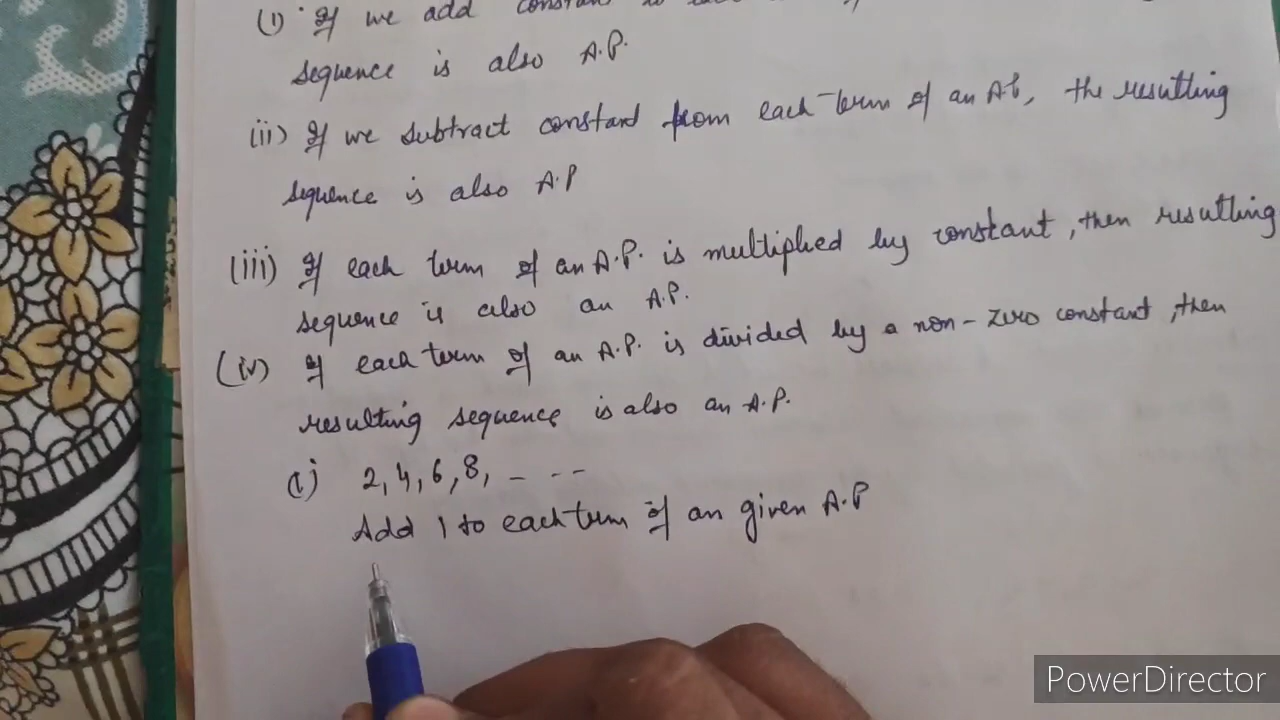 (i) If we add constant to
sequence is also A.P.
(ii) If we subtract constant from each term of an AP, the resulting
sequence is also A.P
(iii) If each term of an A.P. is multiplied by constant, then resulting
sequence is also an A.P.
(iv) If each term of an A.P. is divided by a non-zero constant, then
resulting sequence is also an A.P.
(i) 2, 4, 6, 8, - - -
Add 1 to each term of an given A.P
PowerDirector